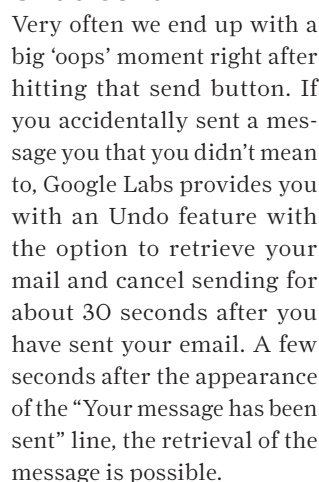 Very often we end up with a
big ‘oops’ moment right after
hitting that send button. If
you accidentally sent a mes-
sage you that you didn’t mean
to, Google Labs provides you
with an Undo feature with
the option to retrieve your
mail and cancel sending for
about 30 seconds after you
have sent your email. A few
seconds after the appearance
of the “Your message has been
sent” line, the retrieval of the
message is possible.